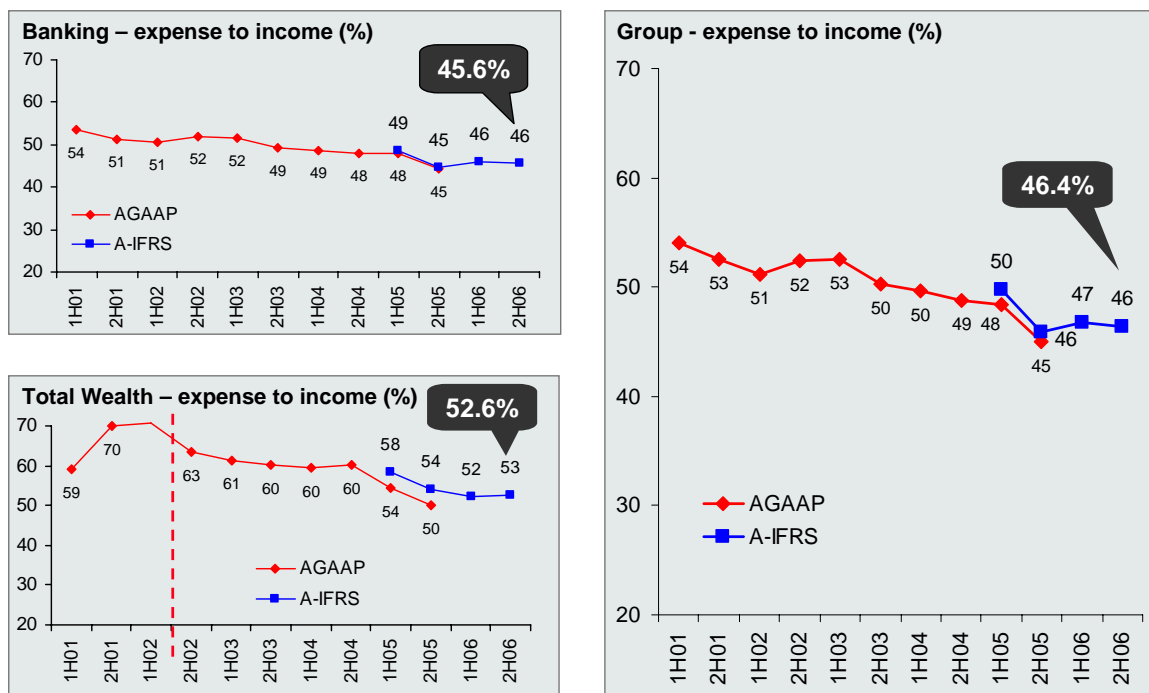 Banking – expense to income (%)
45.6%
70
60
50
40
30
20
49 45 46 46
54 51 51 52 52 49 49 48 48 45
AGAAP
A-IFRS
1H01 2H01 1H02 2H02 1H03 2H03 1H04 2H04 1H05 2H05 1H06 2H06
Total Wealth – expense to income (%)
52.6%
70
60
50
40
30
20
58 54 52 53
59 70 63 61 60 60 60 54 50
AGAAP
A-IFRS
1H01 2H01 1H02 2H02 1H03 2H03 1H04 2H04 1H05 2H05 1H06 2H06
Group - expense to income (%)
46.4%
70
60
50
40
30
20
50 46 47 46
54 53 51 52 53 50 50 49 48 45
AGAAP
A-IFRS
1H01 2H01 1H02 2H02 1H03 2H03 1H04 2H04 1H05 2H05 1H06 2H06